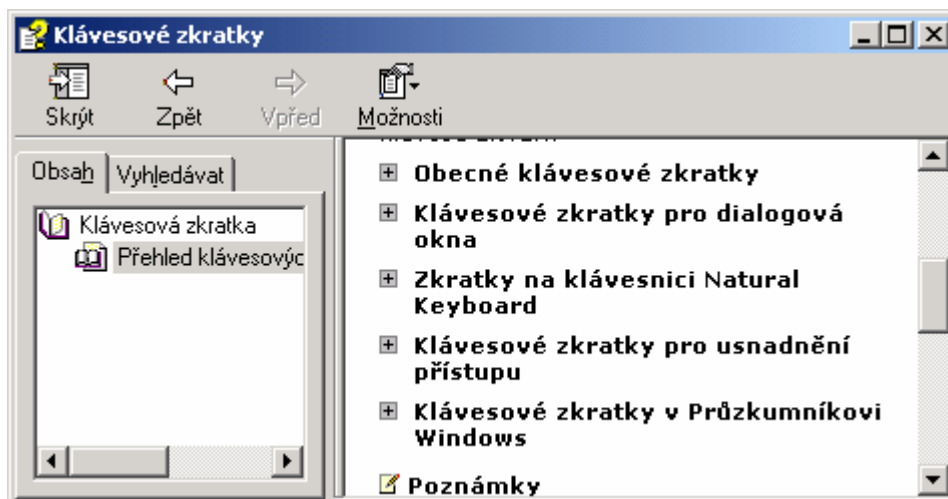 Klávesové zkratky
Skrýt Zpět Vpřed Možnosti
Obsah Vyhledávat
Klávesová zkratka
Přehled klávesovýc
Obecné klávesové zkratky
Klávesové zkratky pro dialogová
okna
Zkratky na klávesnici Natural
Keyboard
Klávesové zkratky pro usnadnění
přístupu
Klávesové zkratky v Průzkumníkovi
Windows
Poznámky